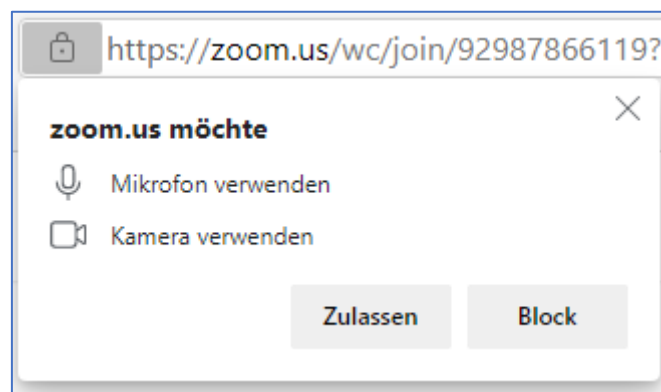 https://zoom.us/wc/join/92987866119?
zoom.us möchte
Mikrofon verwenden
Kamera verwenden
Zulassen Block